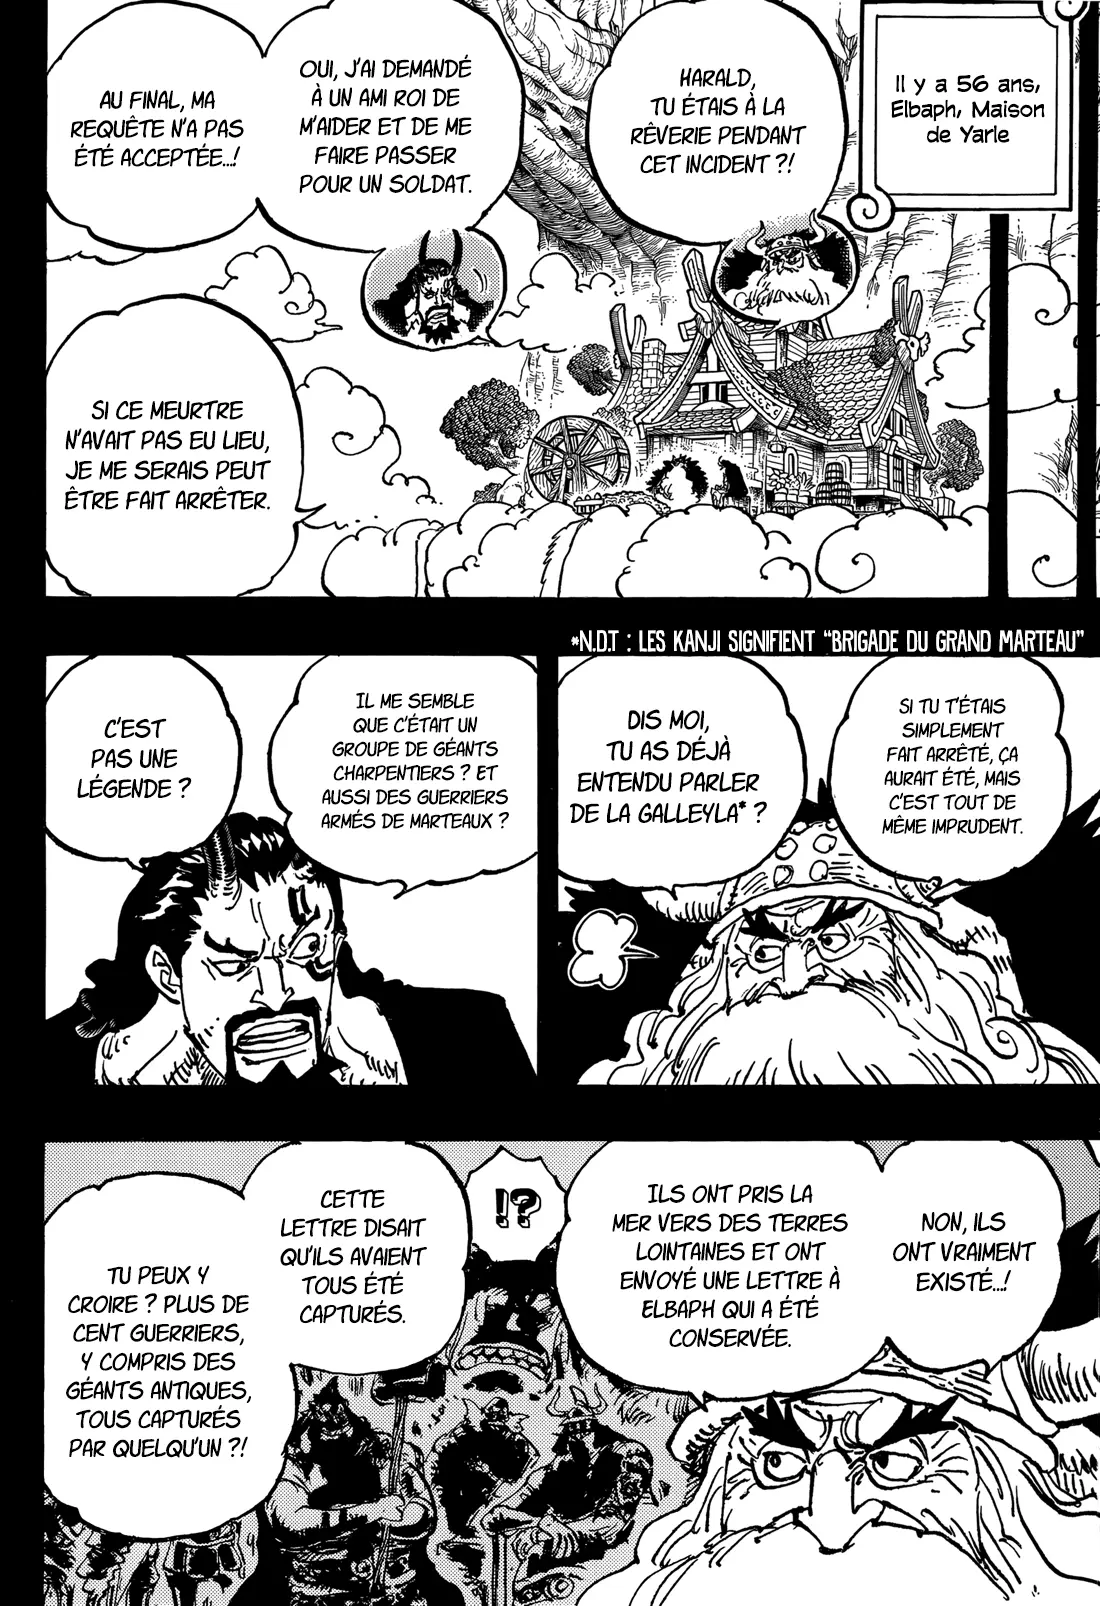 Il y a 56 ans,
Elbaph, Maison
de Yarle
HARALD,
TU ÉTAIS À LA
RÊVERIE PENDANT
CET INCIDENT ?!
OUI, J'AI DEMANDÉ
À UN AMI ROI DE
M'AIDER ET DE ME
FAIRE PASSER
POUR UN SOLDAT.
AU FINAL, MA
REQUÊTE N'A PAS
ÉTÉ ACCEPTÉE...!
SI CE MEURTRE
N'AVAIT PAS EU LIEU,
JE ME SERAIS PEUT
ÊTRE FAIT ARRÊTER.
*N.D.T : LES KANJI SIGNIFIENT "BRIGADE DU GRAND MARTEAU"
SI TU T'ÉTAIS
SIMPLEMENT
FAIT ARRÊTÉ, ÇA
AURAIT ÉTÉ, MAIS
C'EST TOUT DE
MÊME IMPRUDENT.
DIS MOI,
TU AS DÉJÀ
ENTENDU PARLER
DE LA GALLEYLA* ?
IL ME SEMBLE
QUE C'ÉTAIT UN
GROUPE DE GÉANTS
CHARPENTIERS ? ET
AUSSI DES GUERRIERS
ARMÉS DE MARTEAUX ?
C'EST
PAS UNE
LÉGENDE ?
NON, ILS
ONT VRAIMENT
EXISTÉ...!
ILS ONT PRIS LA
MER VERS DES TERRES
LOINTAINES ET ONT
ENVOYÉ UNE LETTRE À
ELBAPH QUI A ÉTÉ
CONSERVÉE.
!?
CETTE
LETTRE DISAIT
QU'ILS AVAIENT
TOUS ÉTÉ
CAPTURÉS.
TU PEUX Y
CROIRE ? PLUS DE
CENT GUERRIERS,
Y COMPRIS DES
GÉANTS ANTIQUES,
TOUS CAPTURÉS
PAR QUELQU'UN ?!